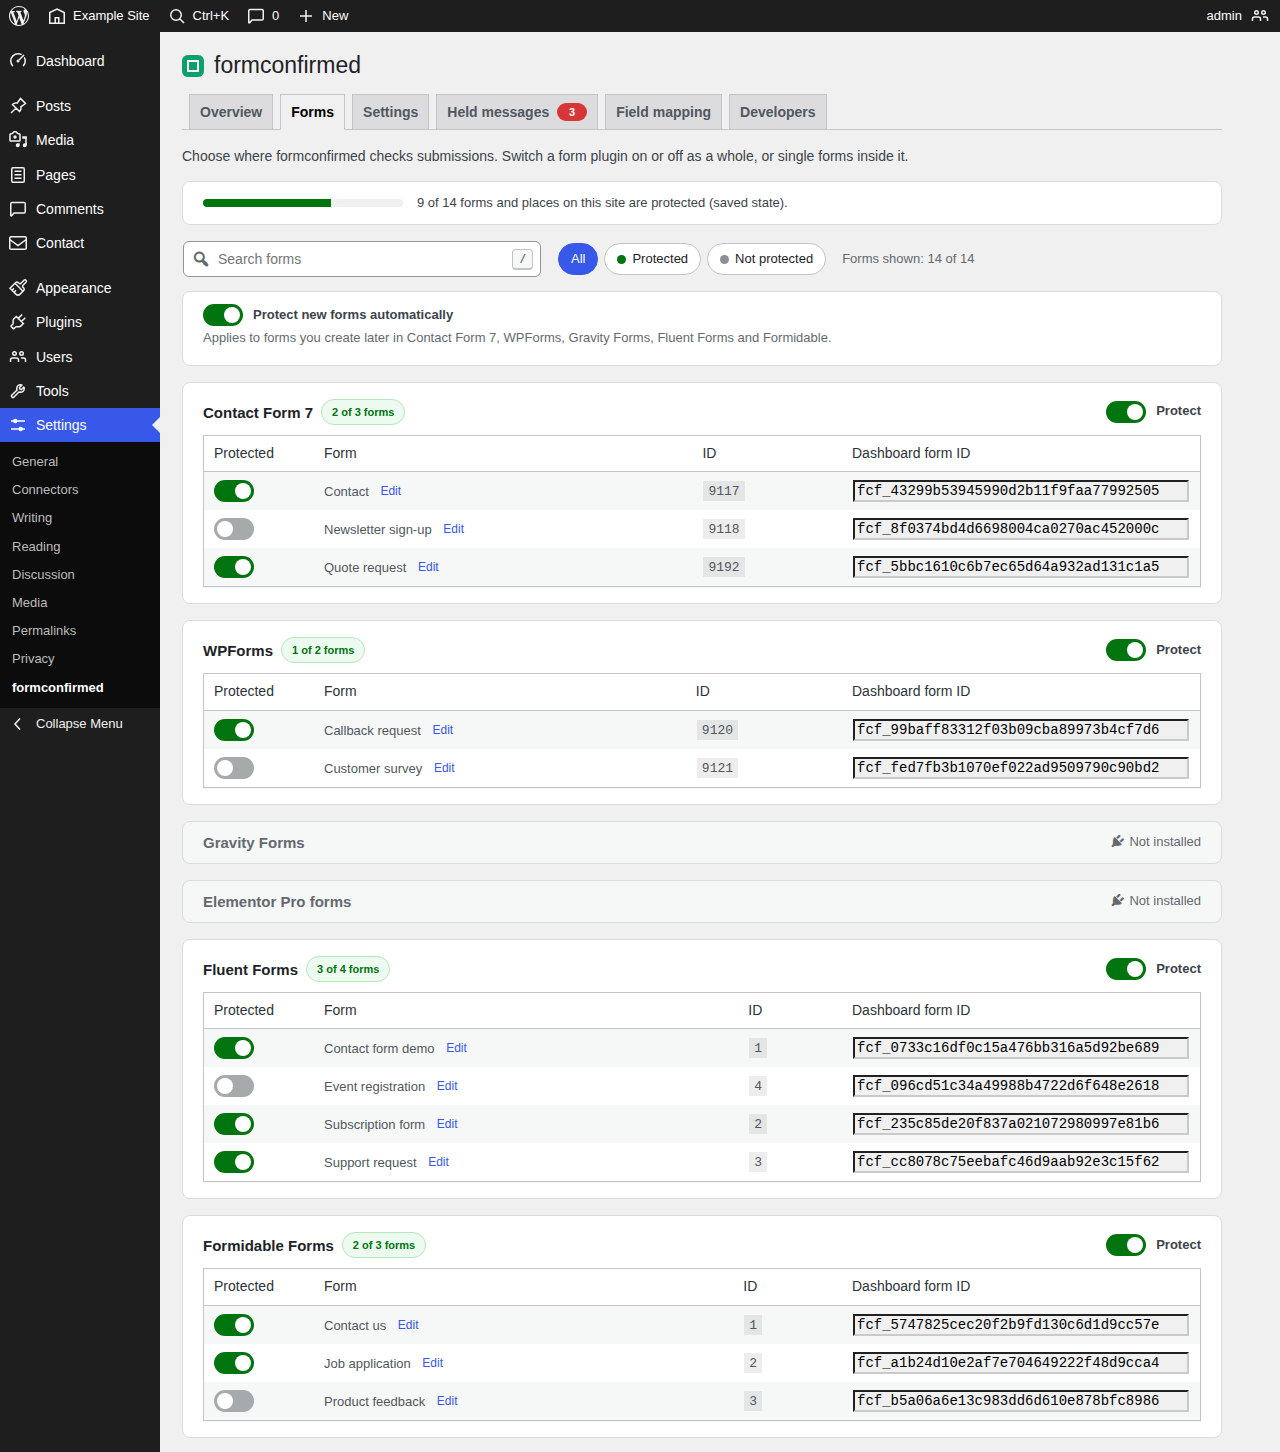 Example Site Ctrl+K 0 New admin
Dashboard
Posts
Media
Pages
Comments
Contact
Appearance
Plugins
Users
Tools
Settings
General
Connectors
Writing
Reading
Discussion
Media
Permalinks
Privacy
formconfirmed
Collapse Menu
formconfirmed
Overview Forms Settings Held messages 3 Field mapping Developers
Choose where formconfirmed checks submissions. Switch a form plugin on or off as a whole, or single forms inside it.
9 of 14 forms and places on this site are protected (saved state).
Search forms / All Protected Not protected Forms shown: 14 of 14
Protect new forms automatically
Applies to forms you create later in Contact Form 7, WPForms, Gravity Forms, Fluent Forms and Formidable.
Contact Form 7 2 of 3 forms Protect
Protected Form ID Dashboard form ID
Contact Edit 9117 fcf_43299b53945990d2b11f9faa77992505
Newsletter sign-up Edit 9118 fcf_8f0374bd4d6698004ca0270ac452000c
Quote request Edit 9192 fcf_5bbc1610c6b7ec65d64a932ad131c1a5
WPForms 1 of 2 forms Protect
Protected Form ID Dashboard form ID
Callback request Edit 9120 fcf_99baff83312f03b09cba89973b4cf7d6
Customer survey Edit 9121 fcf_fed7fb3b1070ef022ad9509790c90bd2
Gravity Forms Not installed
Elementor Pro forms Not installed
Fluent Forms 3 of 4 forms Protect
Protected Form ID Dashboard form ID
Contact form demo Edit 1 fcf_0733c16df0c15a476bb316a5d92be689
Event registration Edit 4 fcf_096cd51c34a49988b4722d6f648e2618
Subscription form Edit 2 fcf_235c85de20f837a021072980997e81b6
Support request Edit 3 fcf_cc8078c75eebafc46d9aab92e3c15f62
Formidable Forms 2 of 3 forms Protect
Protected Form ID Dashboard form ID
Contact us Edit 1 fcf_5747825cec20f2b9fd130c6d1d9cc57e
Job application Edit 2 fcf_a1b24d10e2af7e704649222f48d9cca4
Product feedback Edit 3 fcf_b5a06a6e13c983dd6d610e878bfc8986